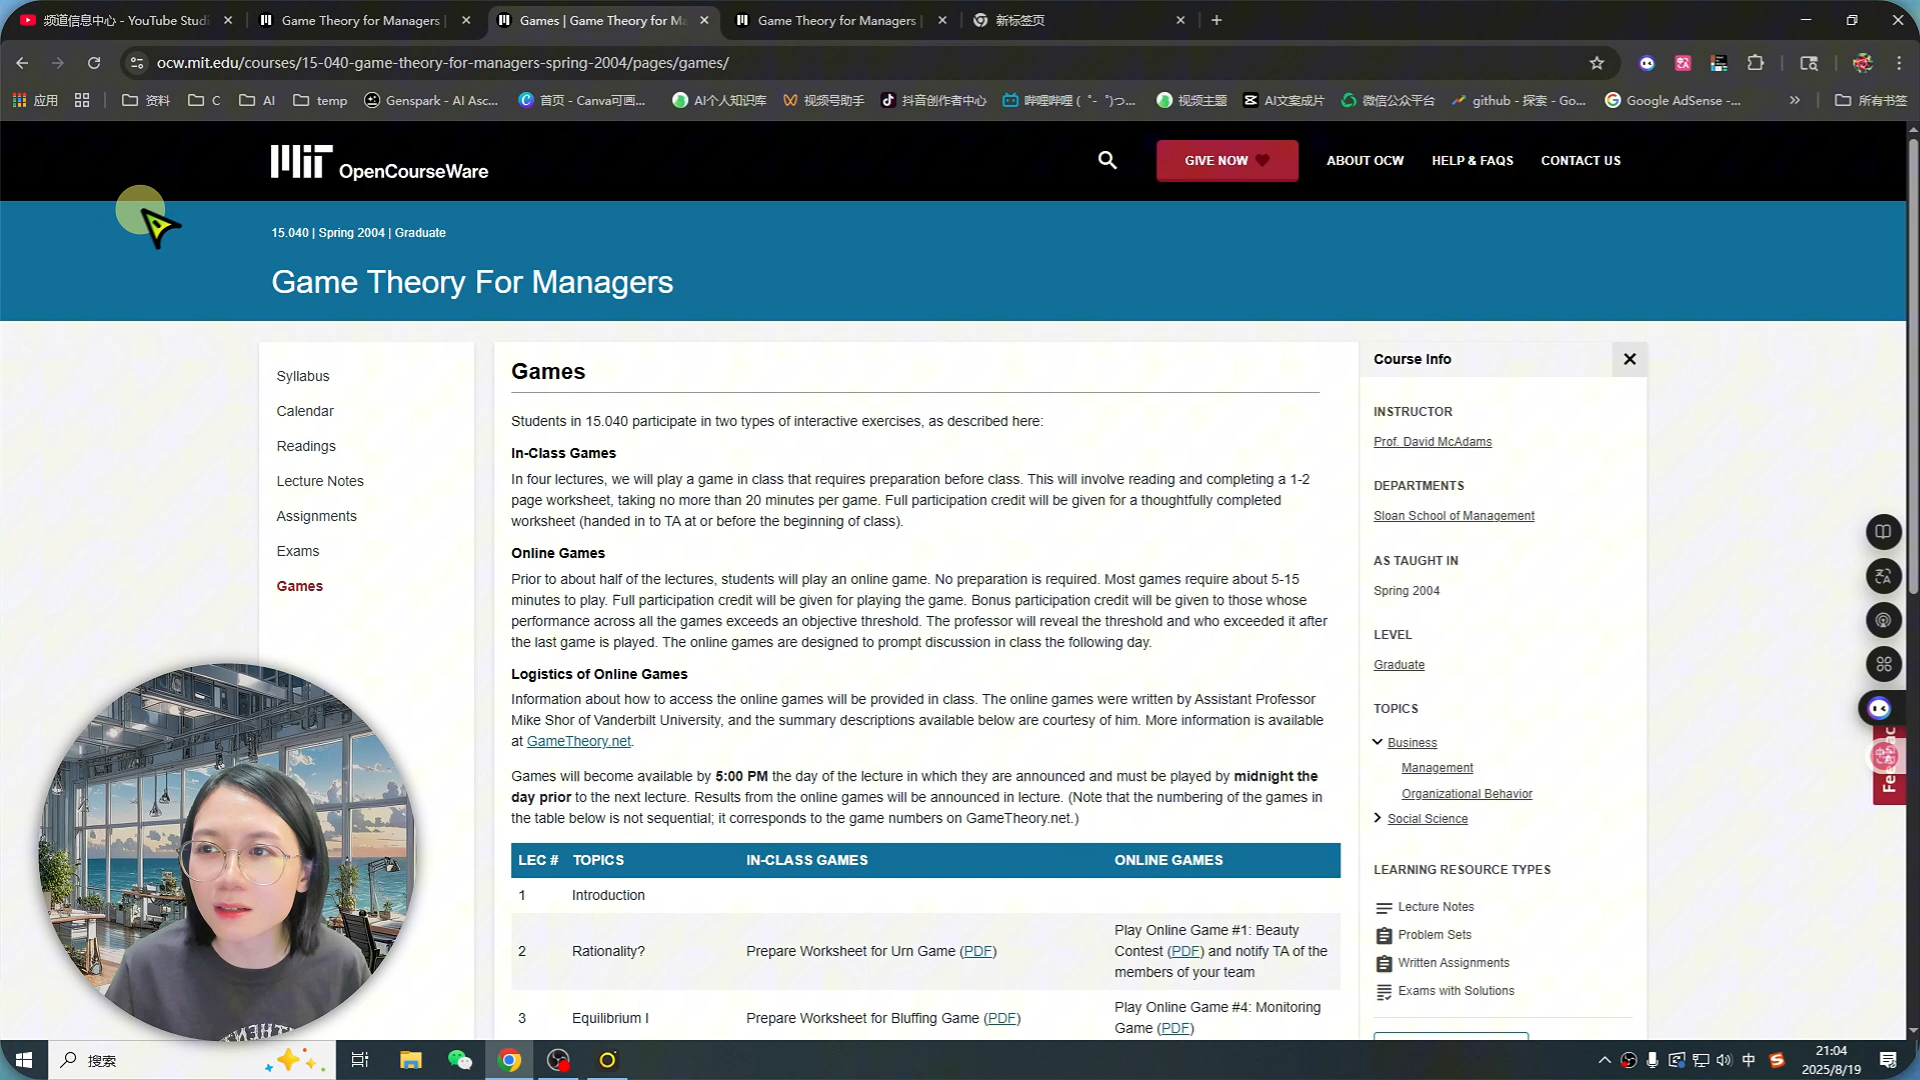 频道信息中心 - YouTube Studi
Game Theory for Managers |
Games | Game Theory for Ma
Game Theory for Managers |
新标签页
ocw.mit.edu/courses/15-040-game-theory-for-managers-spring-2004/pages/games/
应用
资料
C
AI
temp
Genspark - AI Asc...
首页 - Canva可画...
AI个人知识库
视频号助手
抖音创作者中心
哔哩哔哩 ( ゜- ゜)つ...
视频主题
AI文案成片
微信公众平台
github - 探索 - Go...
Google AdSense -...
所有书签
MIT OpenCourseWare
GIVE NOW
ABOUT OCW
HELP & FAQS
CONTACT US
15.040 | Spring 2004 | Graduate
Game Theory For Managers
Syllabus
Calendar
Readings
Lecture Notes
Assignments
Exams
Games
Games
Students in 15.040 participate in two types of interactive exercises, as described here:
In-Class Games
In four lectures, we will play a game in class that requires preparation before class. This will involve reading and completing a 1-2
page worksheet, taking no more than 20 minutes per game. Full participation credit will be given for a thoughtfully completed
worksheet (handed in to TA at or before the beginning of class).
Online Games
Prior to about half of the lectures, students will play an online game. No preparation is required. Most games require about 5-15
minutes to play. Full participation credit will be given for playing the game. Bonus participation credit will be given to those whose
performance across all the games exceeds an objective threshold. The professor will reveal the threshold and who exceeded it after
the last game is played. The online games are designed to prompt discussion in class the following day.
Logistics of Online Games
Information about how to access the online games will be provided in class. The online games were written by Assistant Professor
Mike Shor of Vanderbilt University, and the summary descriptions available below are courtesy of him. More information is available
at GameTheory.net.
Games will become available by 5:00 PM the day of the lecture in which they are announced and must be played by midnight the
day prior to the next lecture. Results from the online games will be announced in lecture. (Note that the numbering of the games in
the table below is not sequential; it corresponds to the game numbers on GameTheory.net.)
LEC # TOPICS IN-CLASS GAMES ONLINE GAMES
1 Introduction
2 Rationality? Prepare Worksheet for Urn Game (PDF)
Play Online Game #1: Beauty
Contest (PDF) and notify TA of the
members of your team
3 Equilibrium I Prepare Worksheet for Bluffing Game (PDF)
Play Online Game #4: Monitoring
Game (PDF)
Course Info
INSTRUCTOR
Prof. David McAdams
DEPARTMENTS
Sloan School of Management
AS TAUGHT IN
Spring 2004
LEVEL
Graduate
TOPICS
Business
Management
Organizational Behavior
Social Science
LEARNING RESOURCE TYPES
Lecture Notes
Problem Sets
Written Assignments
Exams with Solutions
搜索
中
21:04
2025/8/19